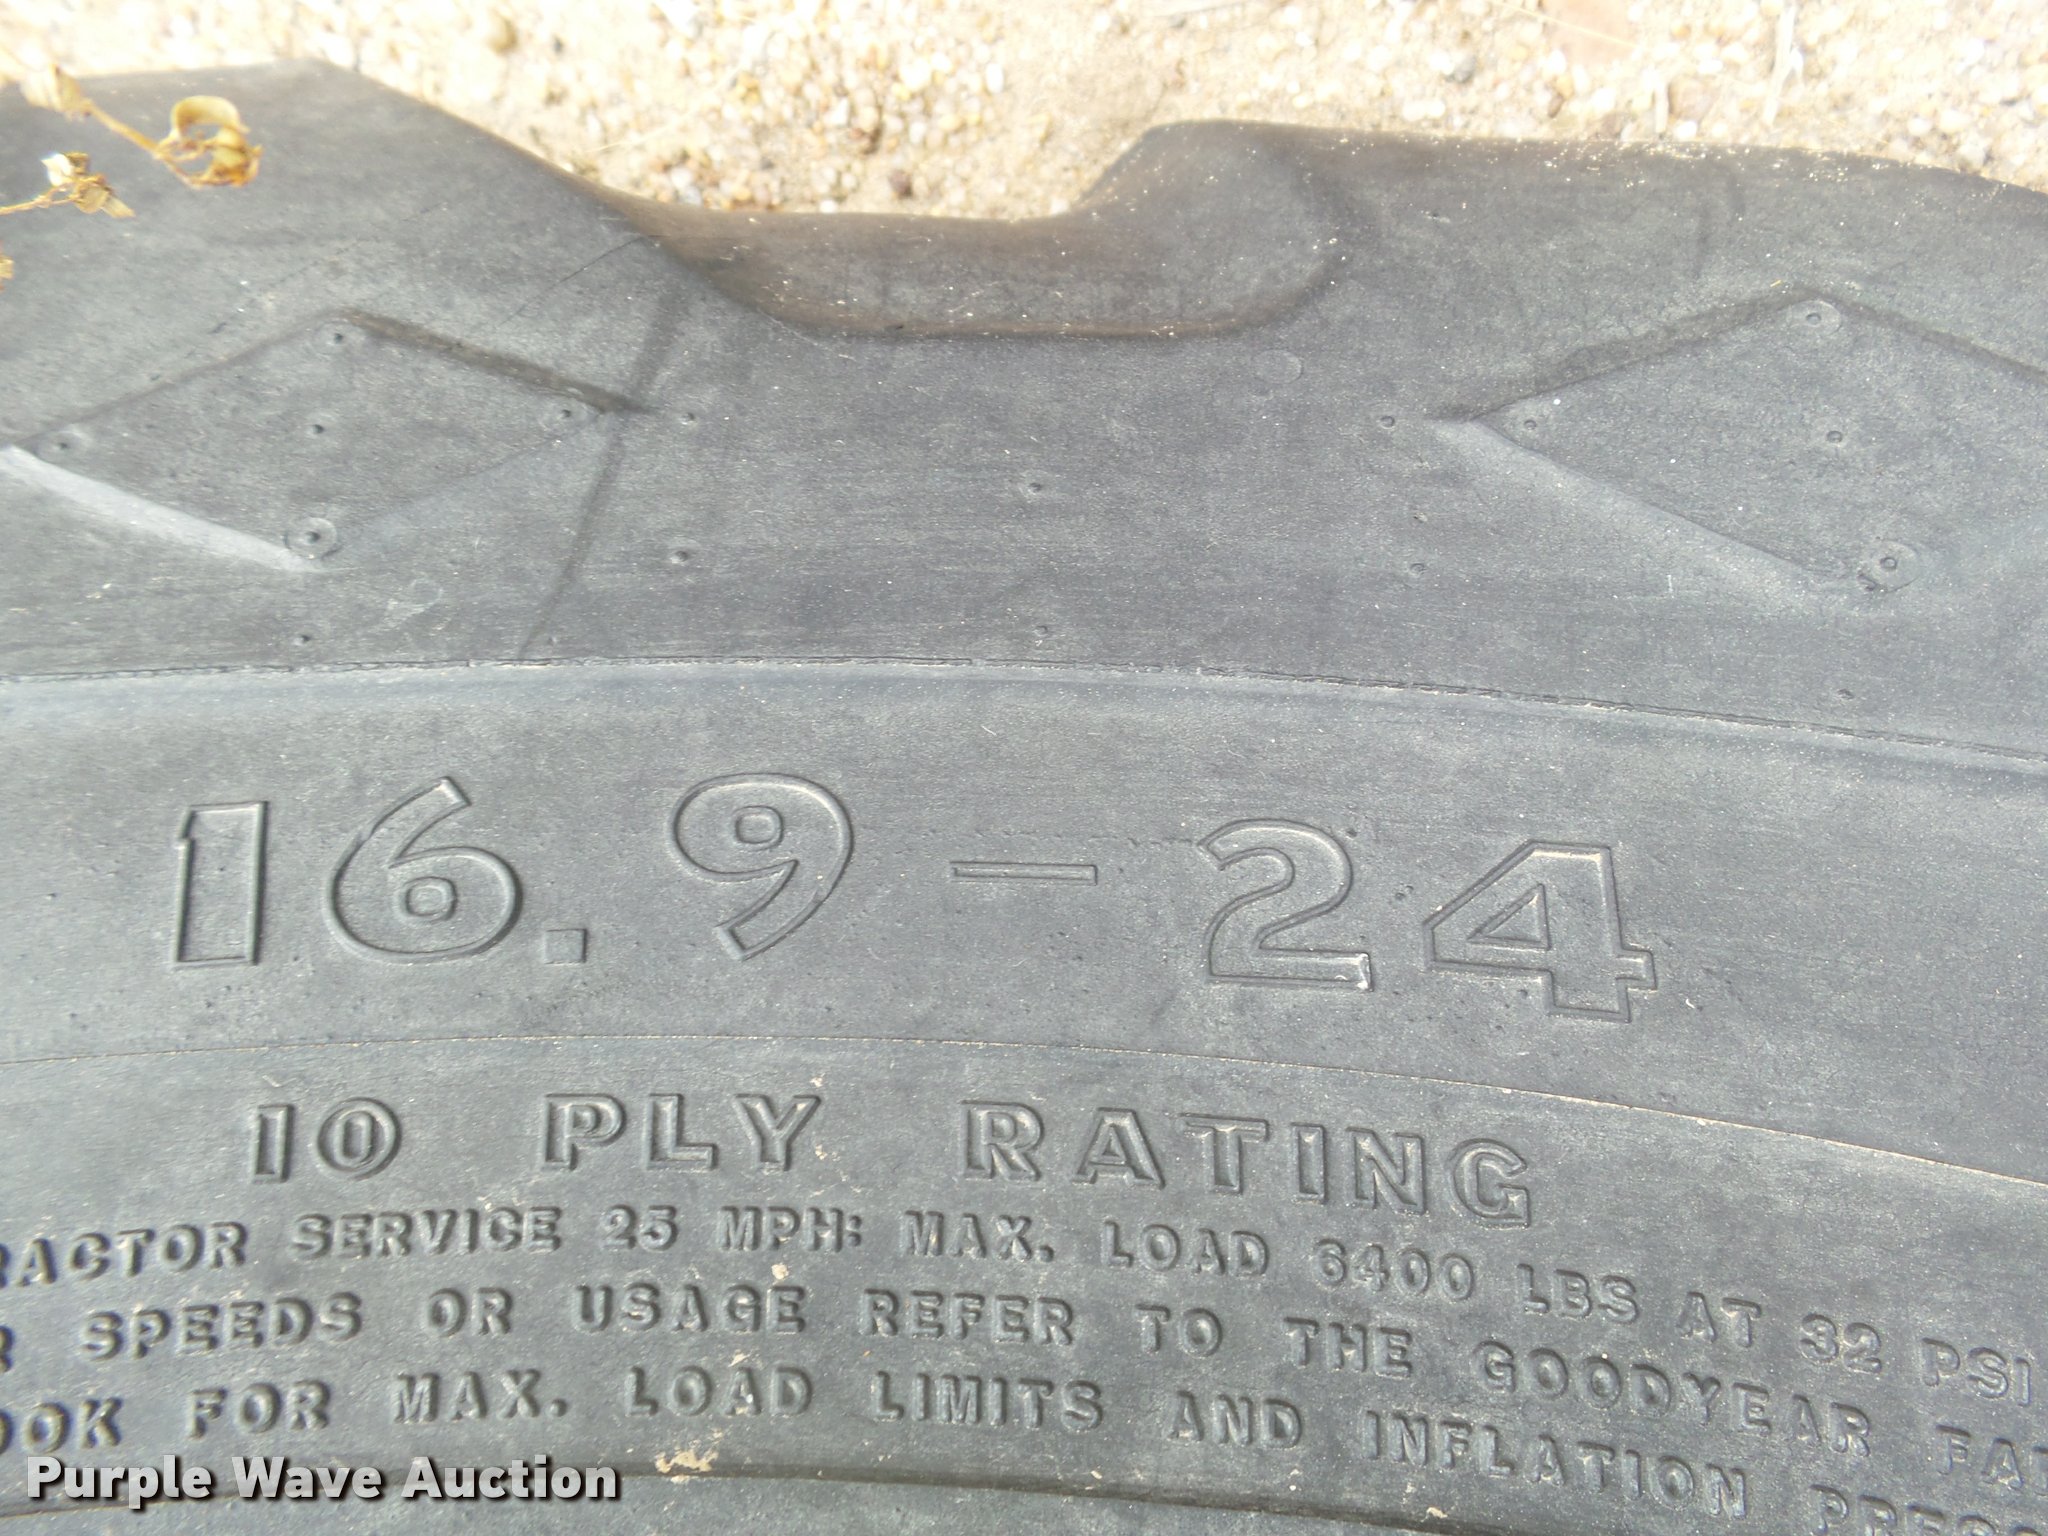 16.9-24
10 PLY RATING
RACTOR SERVICE 25 MPH: MAX. LOAD 6400 LBS AT 32 PSI
SPEEDS OR USAGE REFER TO THE GOODYEAR
OOK FOR MAX. LOAD LIMITS AND INFLATION
Purple Wave Auction